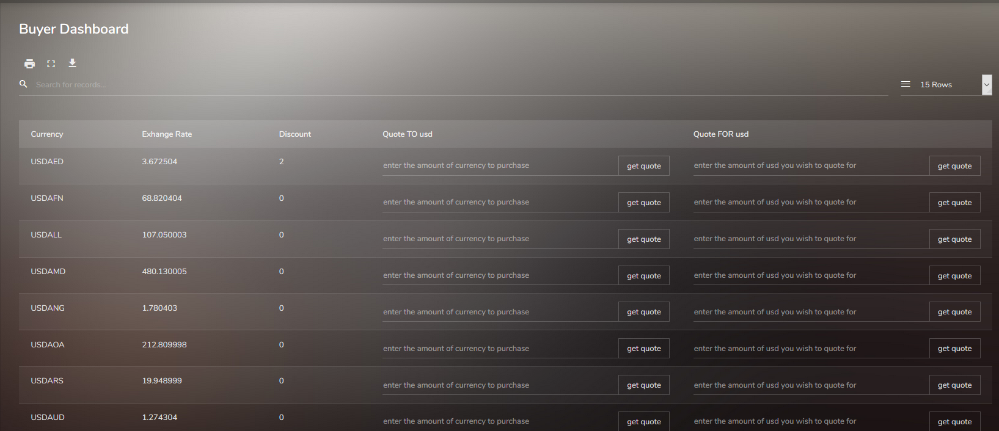 Buyer Dashboard
Search for records...
15 Rows
Currency Exhange Rate Discount Quote TO usd Quote FOR usd
USDAED 3.672504 2 enter the amount of currency to purchase get quote enter the amount of usd you wish to quote for get quote
USDAFN 68.820404 0 enter the amount of currency to purchase get quote enter the amount of usd you wish to quote for get quote
USDALL 107.050003 0 enter the amount of currency to purchase get quote enter the amount of usd you wish to quote for get quote
USDAMD 480.130005 0 enter the amount of currency to purchase get quote enter the amount of usd you wish to quote for get quote
USDANG 1.780403 0 enter the amount of currency to purchase get quote enter the amount of usd you wish to quote for get quote
USDAOA 212.809998 0 enter the amount of currency to purchase get quote enter the amount of usd you wish to quote for get quote
USDARS 19.948999 0 enter the amount of currency to purchase get quote enter the amount of usd you wish to quote for get quote
USDAUD 1.274304 0 enter the amount of currency to purchase get quote enter the amount of usd you wish to quote for get quote